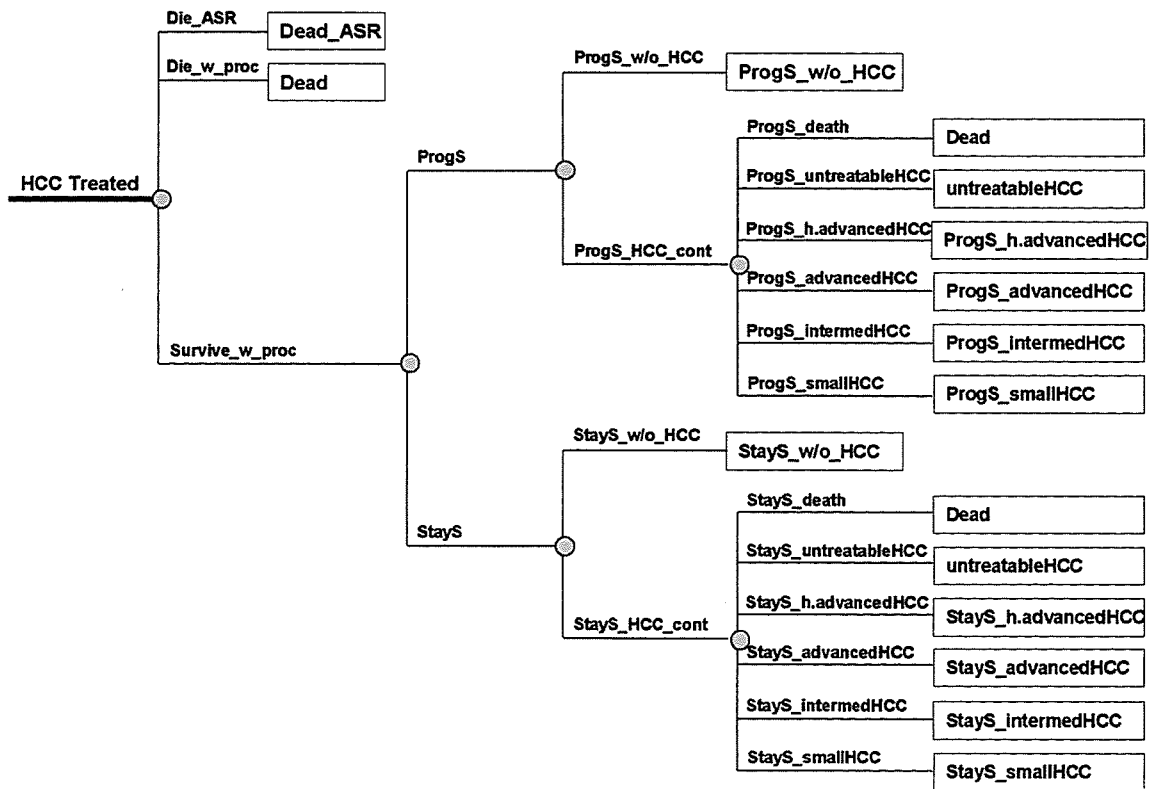 Die_ASR
Dead_ASR
Die_w_proc
Dead
HCC Treated
ProgS
ProgS_w/o_HCC
ProgS_w/o_HCC
ProgS_HCC_cont
ProgS_death
Dead
ProgS_untreatableHCC
untreatableHCC
ProgS_h.advancedHCC
ProgS_h.advancedHCC
ProgS_advancedHCC
ProgS_advancedHCC
ProgS_intermedHCC
ProgS_intermedHCC
ProgS_smallHCC
ProgS_smallHCC
Survive_w_proc
StayS
StayS_w/o_HCC
StayS_w/o_HCC
StayS_HCC_cont
StayS_death
Dead
StayS_untreatableHCC
untreatableHCC
StayS_h.advancedHCC
StayS_h.advancedHCC
StayS_advancedHCC
StayS_advancedHCC
StayS_intermedHCC
StayS_intermedHCC
StayS_smallHCC
StayS_smallHCC